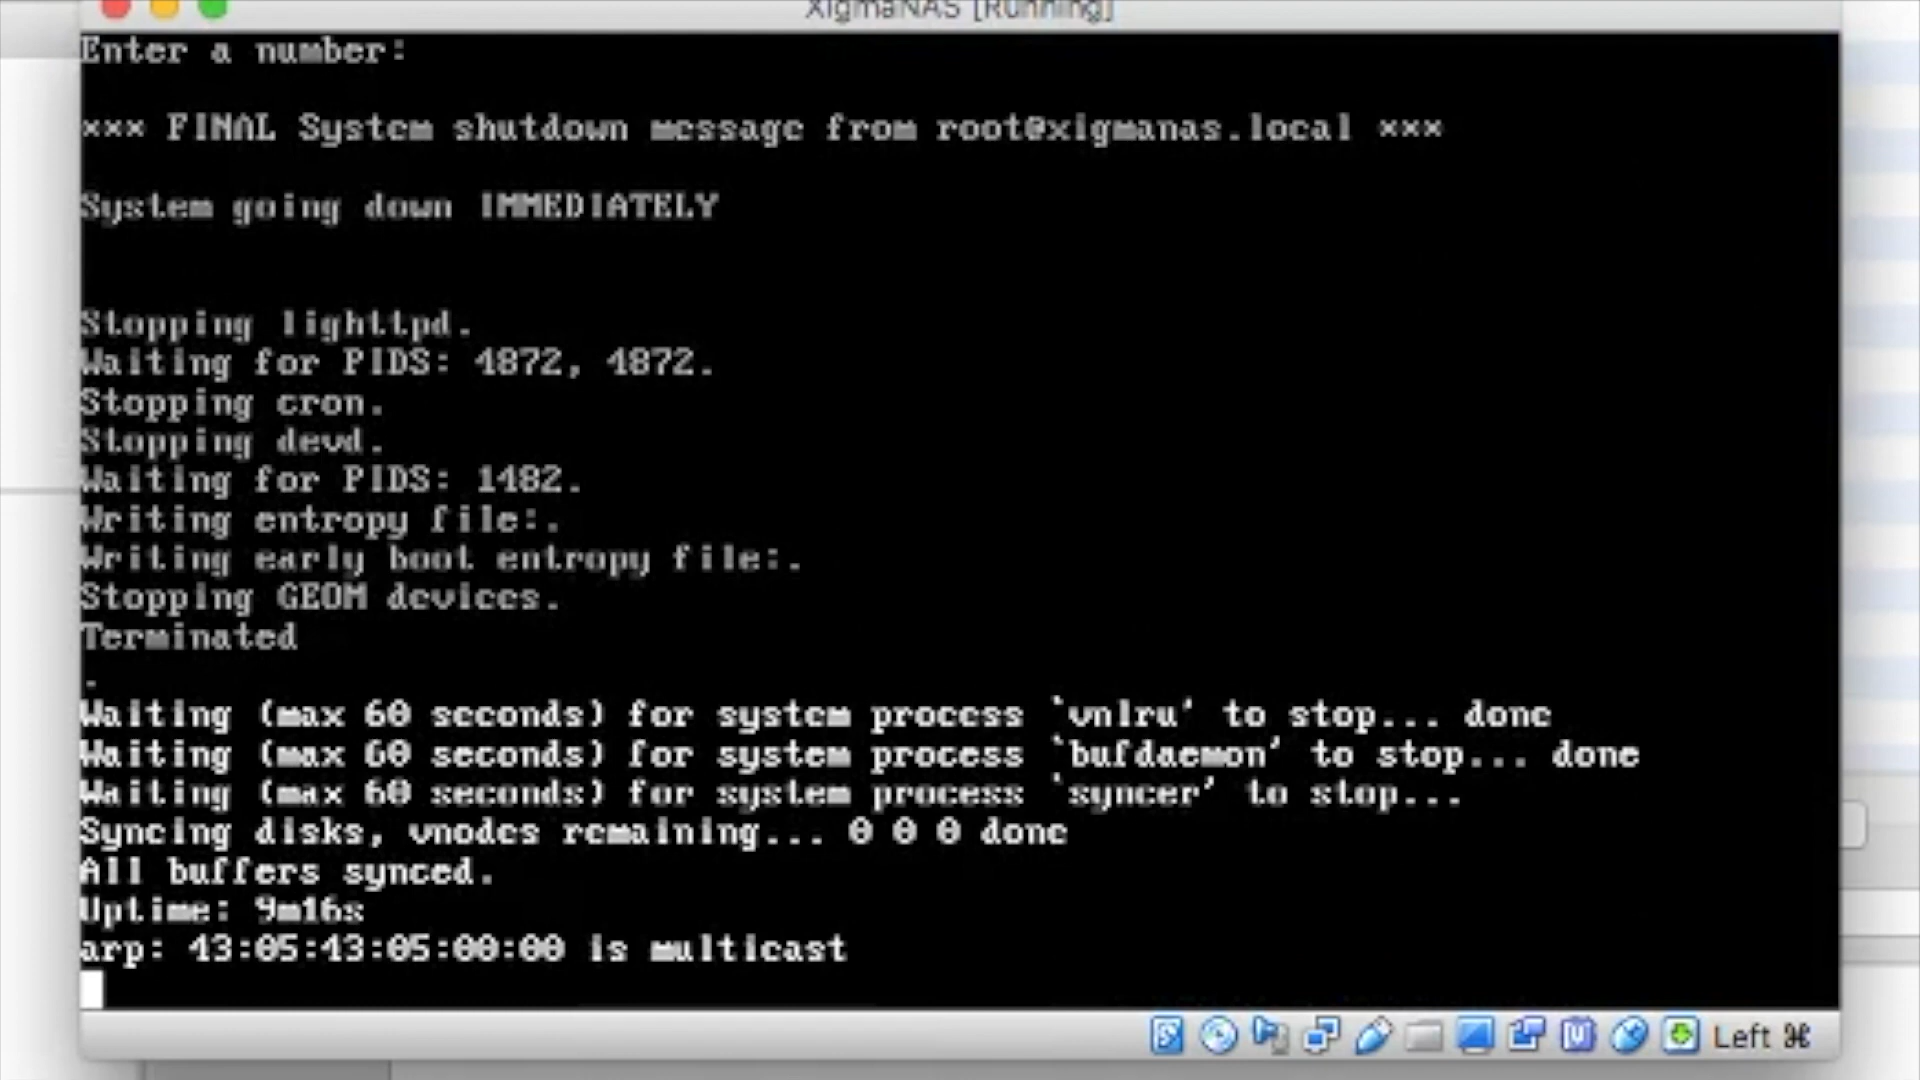 XigmaNAS [Running]
Enter a number:
*** FINAL System shutdown message from root@xigmanas.local ***
System going down IMMEDIATELY
Stopping lighttpd.
Waiting for PIDS: 4872, 4872.
Stopping cron.
Stopping devd.
Waiting for PIDS: 1482.
Writing entropy file:.
Writing early boot entropy file:.
Stopping GEOM devices.
Terminated
.
Waiting (max 60 seconds) for system process `vnlru' to stop... done
Waiting (max 60 seconds) for system process `bufdaemon' to stop... done
Waiting (max 60 seconds) for system process `syncer' to stop...
Syncing disks, vnodes remaining... 0 0 0 done
All buffers synced.
Uptime: 9m16s
arp: 43:05:43:05:00:00 is multicast
Left ⌘